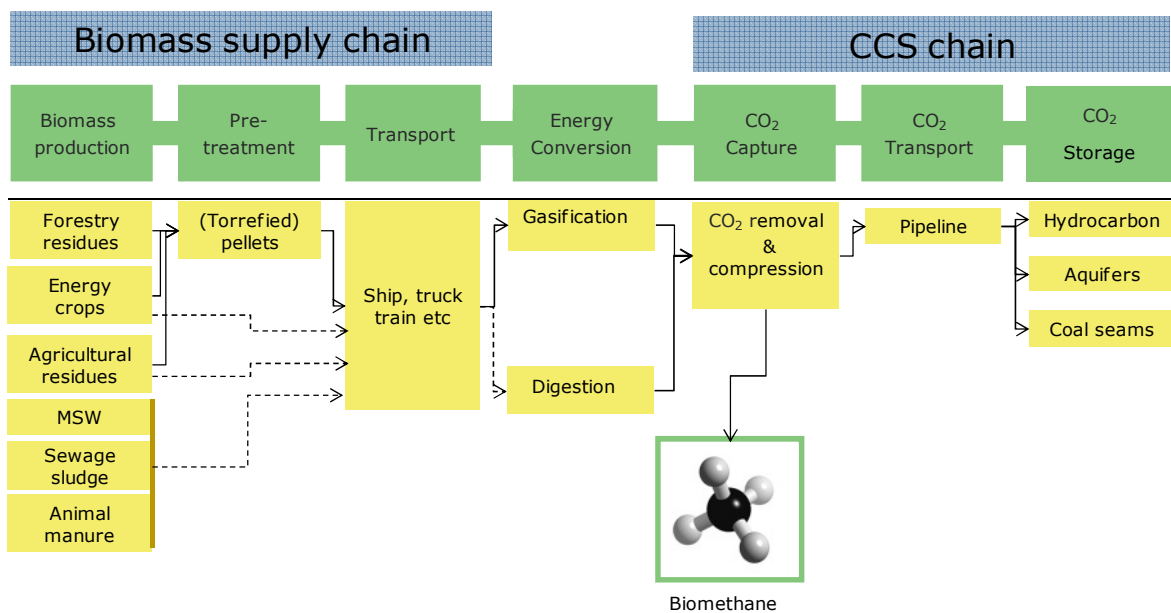 Biomass supply chain
CCS chain
Biomass
production
Pre-
treatment
Transport
Energy
Conversion
CO₂
Capture
CO₂
Transport
CO₂
Storage
Forestry
residues
(Torrefied)
pellets
Ship, truck
train etc
Gasification
CO₂ removal
&
compression
Pipeline
Hydrocarbon
Energy
crops
Aquifers
Agricultural
residues
Digestion
Coal seams
MSW
Sewage
sludge
Animal
manure
Biomethane